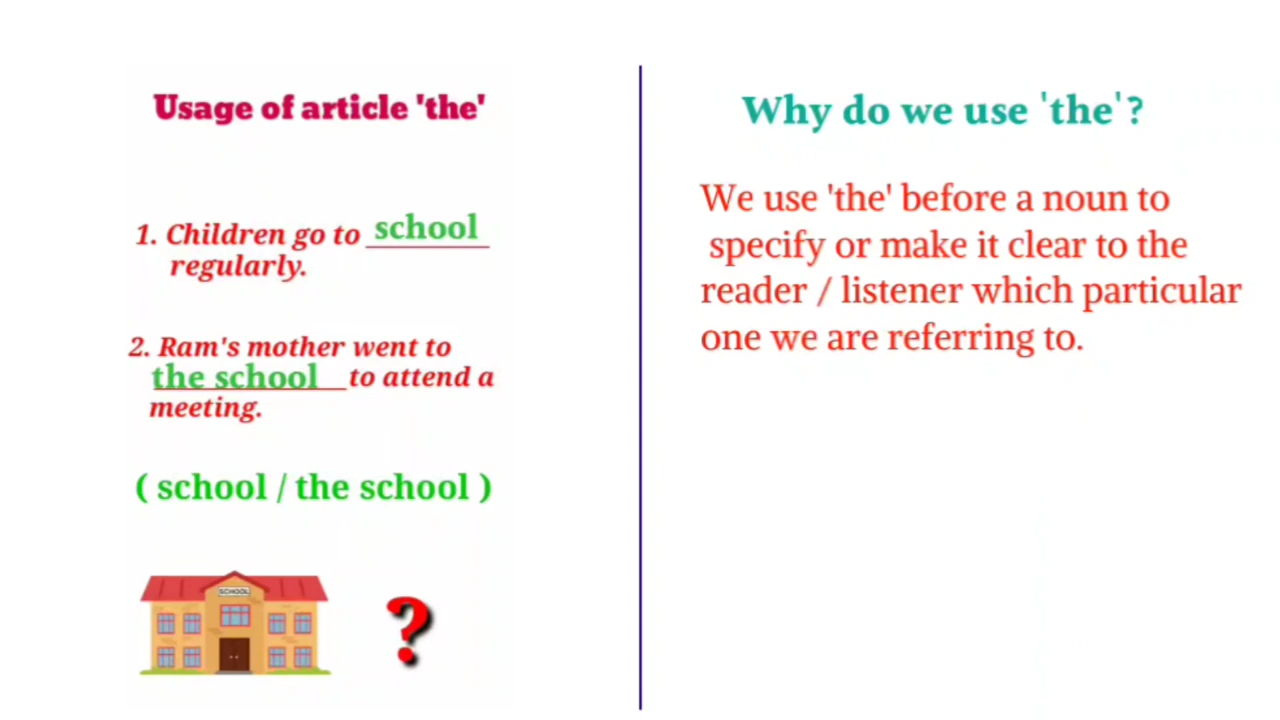 Usage of article 'the'
1. Children go to school
regularly.
2. Ram's mother went to
the school to attend a
meeting.
( school / the school )
SCHOOL
?
Why do we use 'the'?
We use 'the' before a noun to
specify or make it clear to the
reader / listener which particular
one we are referring to.